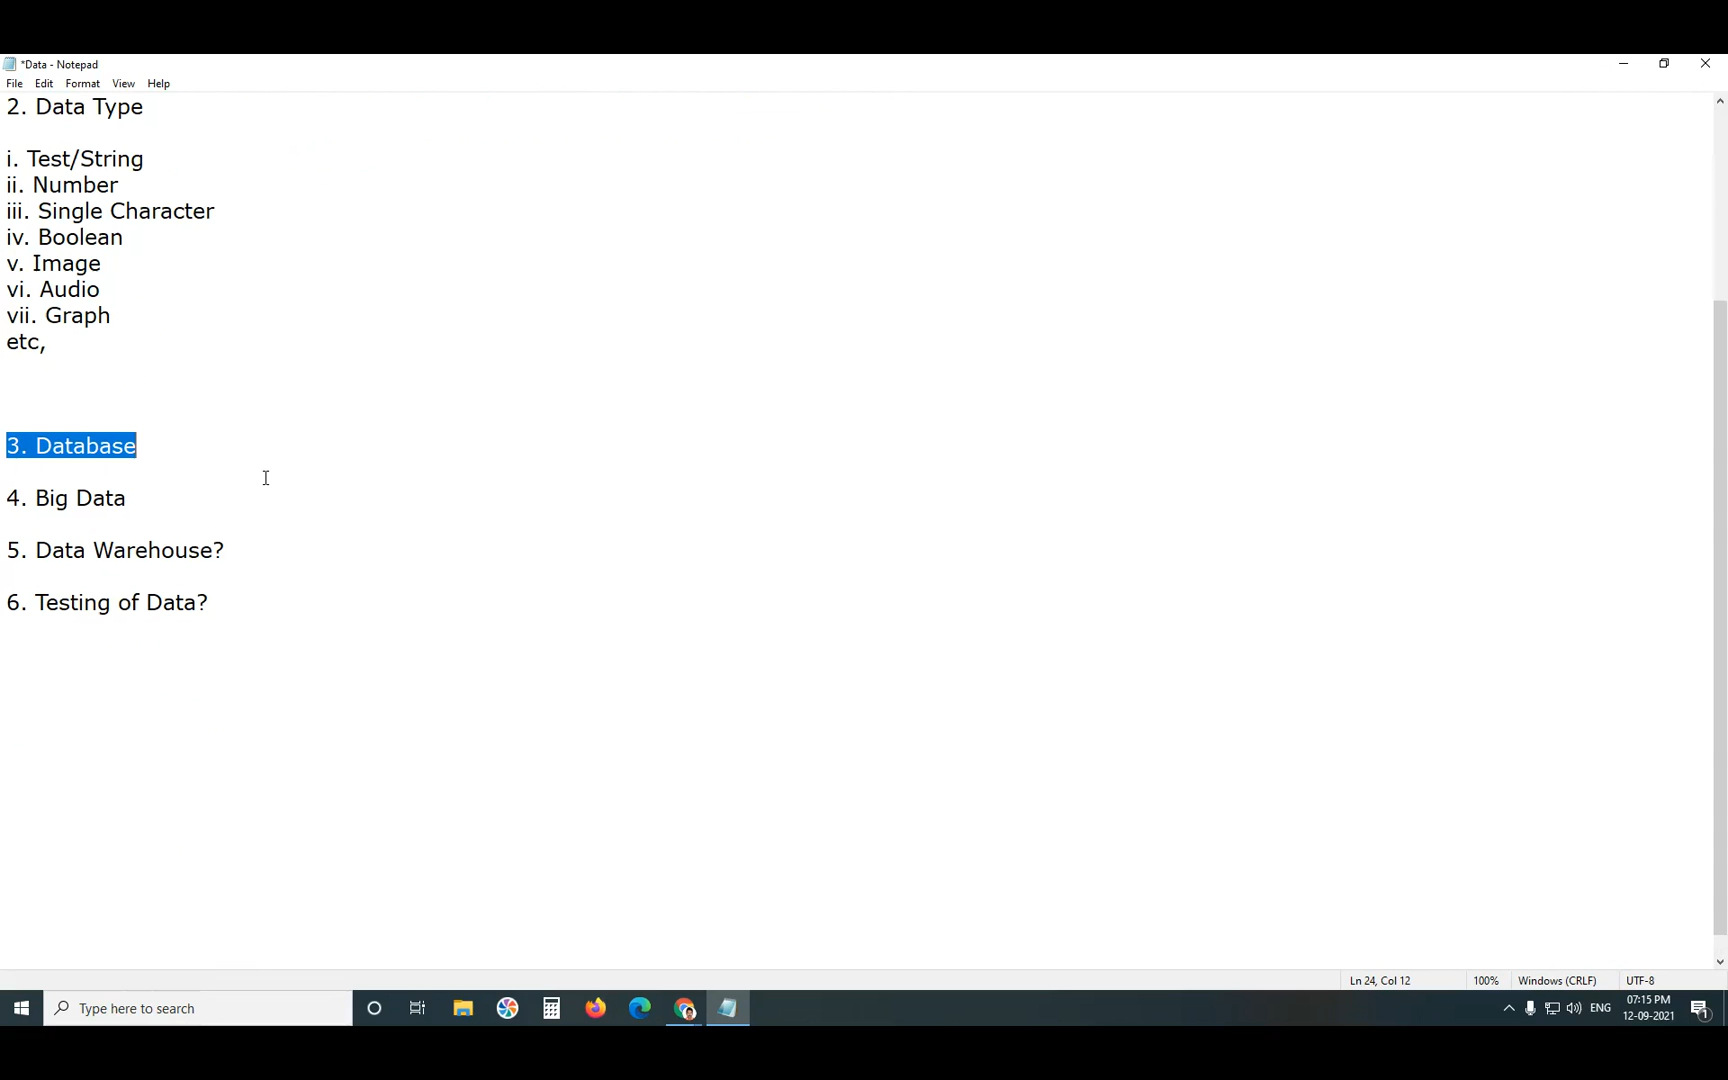 *Data - Notepad
File Edit Format View Help
2. Data Type
i. Test/String
ii. Number
iii. Single Character
iv. Boolean
v. Image
vi. Audio
vii. Graph
etc,
3. Database
4. Big Data
5. Data Warehouse?
6. Testing of Data?
Ln 24, Col 12 100% Windows (CRLF) UTF-8
Type here to search
ENG
07:15 PM
12-09-2021
1